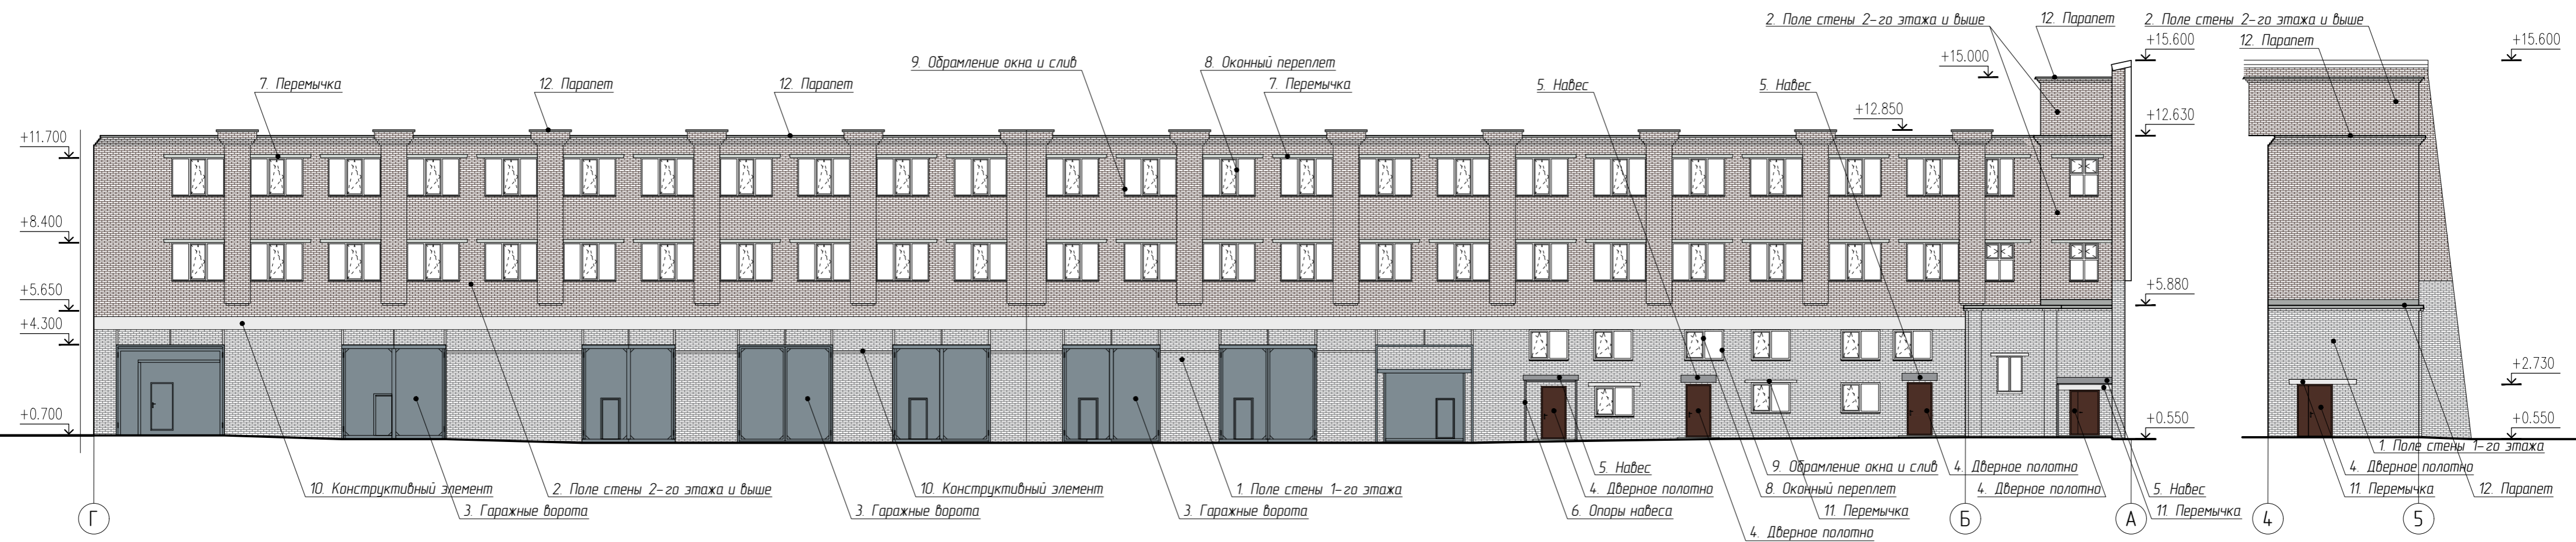 2. Поле стены 2-го этажа и выше
12. Парапет
2. Поле стены 2-го этажа и выше
+15.600
12. Парапет
+15.600
9. Обрамление окна и слив
8. Оконный переплет
+15.000
7. Перемычка
12. Парапет
12. Парапет
7. Перемычка
5. Навес
5. Навес
+12.850
+12.630
+11.700
+8.400
+5.650
+5.880
+4.300
+2.730
+0.700
+0.550
+0.550
1. Поле стены 1-го этажа
5. Навес
9. Обрамление окна и слив
4. Дверное полотно
4. Дверное полотно
10. Конструктивный элемент
2. Поле стены 2-го этажа и выше
10. Конструктивный элемент
1. Поле стены 1-го этажа
4. Дверное полотно
8. Оконный переплет
4. Дверное полотно
5. Навес
11. Перемычка
12. Парапет
3. Гаражные ворота
3. Гаражные ворота
3. Гаражные ворота
6. Опоры навеса
11. Перемычка
11. Перемычка
4. Дверное полотно
Г
Б
А
4
5